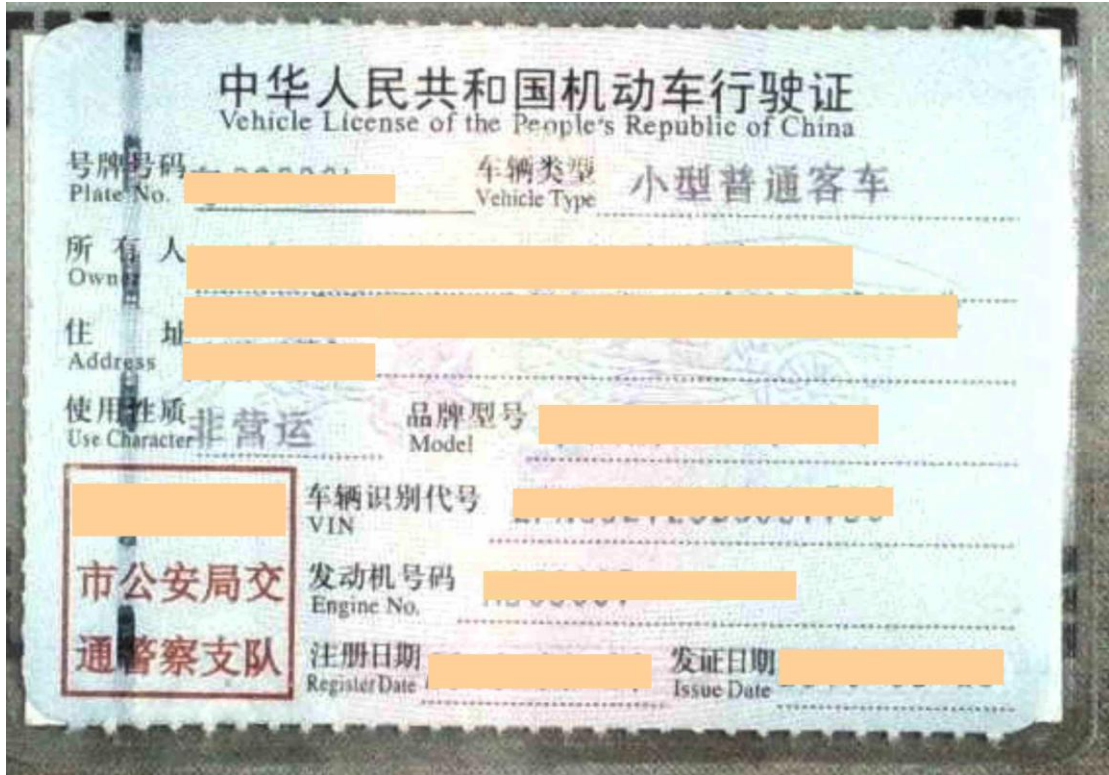 中华人民共和国机动车行驶证
Vehicle License of the People's Republic of China
号牌号码 车辆类型 小型普通客车
Plate No. Vehicle Type
所有人
Owner
住址
Address
使用性质 非营运 品牌型号
Use Character Model
车辆识别代号
VIN
市公安局交
通警察支队
发动机号码
Engine No.
注册日期 发证日期
Register Date Issue Date